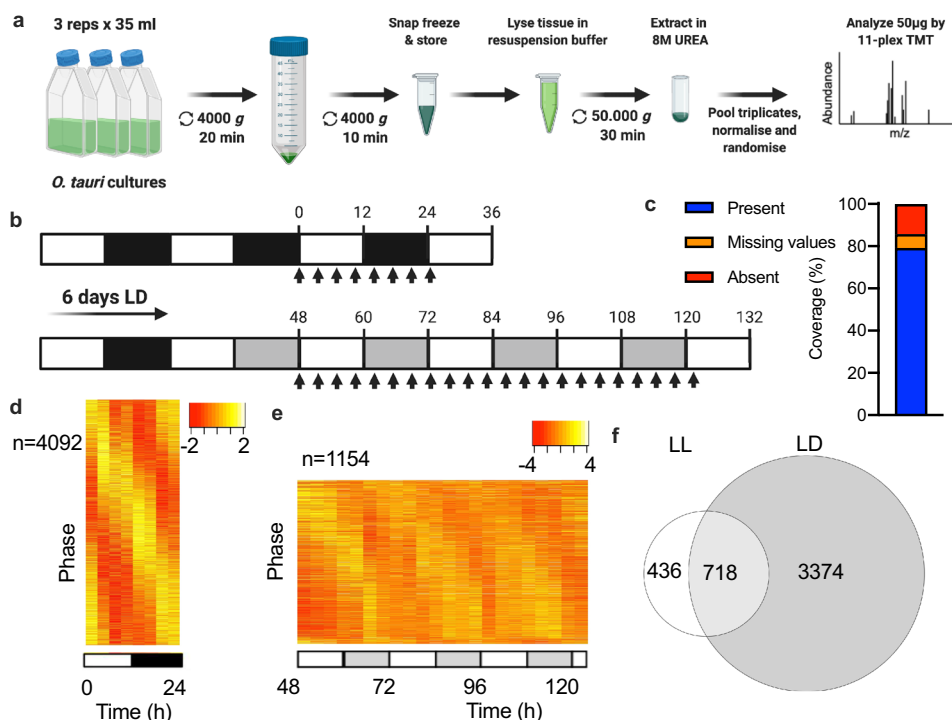 a
3 reps x 35 ml
O. tauri cultures
4000 g
20 min
4000 g
10 min
Snap freeze
& store
Lyse tissue in
resuspension buffer
50.000 g
30 min
Extract in
8M UREA
Pool triplicates,
normalise and
randomise
Analyze 50µg by
11-plex TMT
Abundance
m/z
b
0 12 24 36
6 days LD
48 60 72 84 96 108 120 132
c
Present
Missing values
Absent
Coverage (%)
100
80
60
40
20
0
d
n=4092
-2 2
Phase
0 24
Time (h)
e
n=1154
-4 4
Phase
48 72 96 120
Time (h)
f
LL LD
436 718 3374